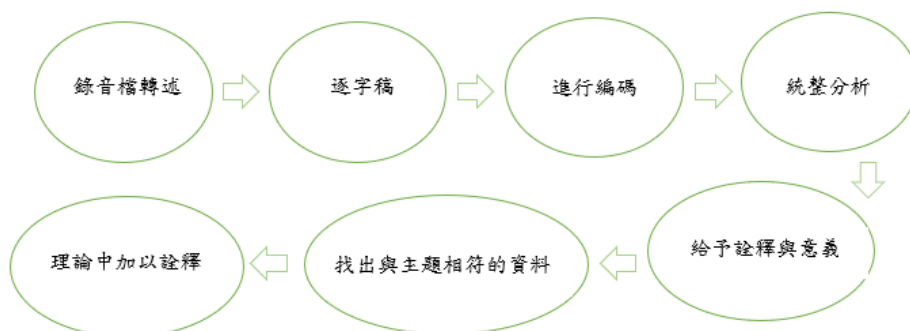 錄音檔轉述
逐字稿
進行編碼
統整分析
給予詮釋與意義
找出與主題相符的資料
理論中加以詮釋